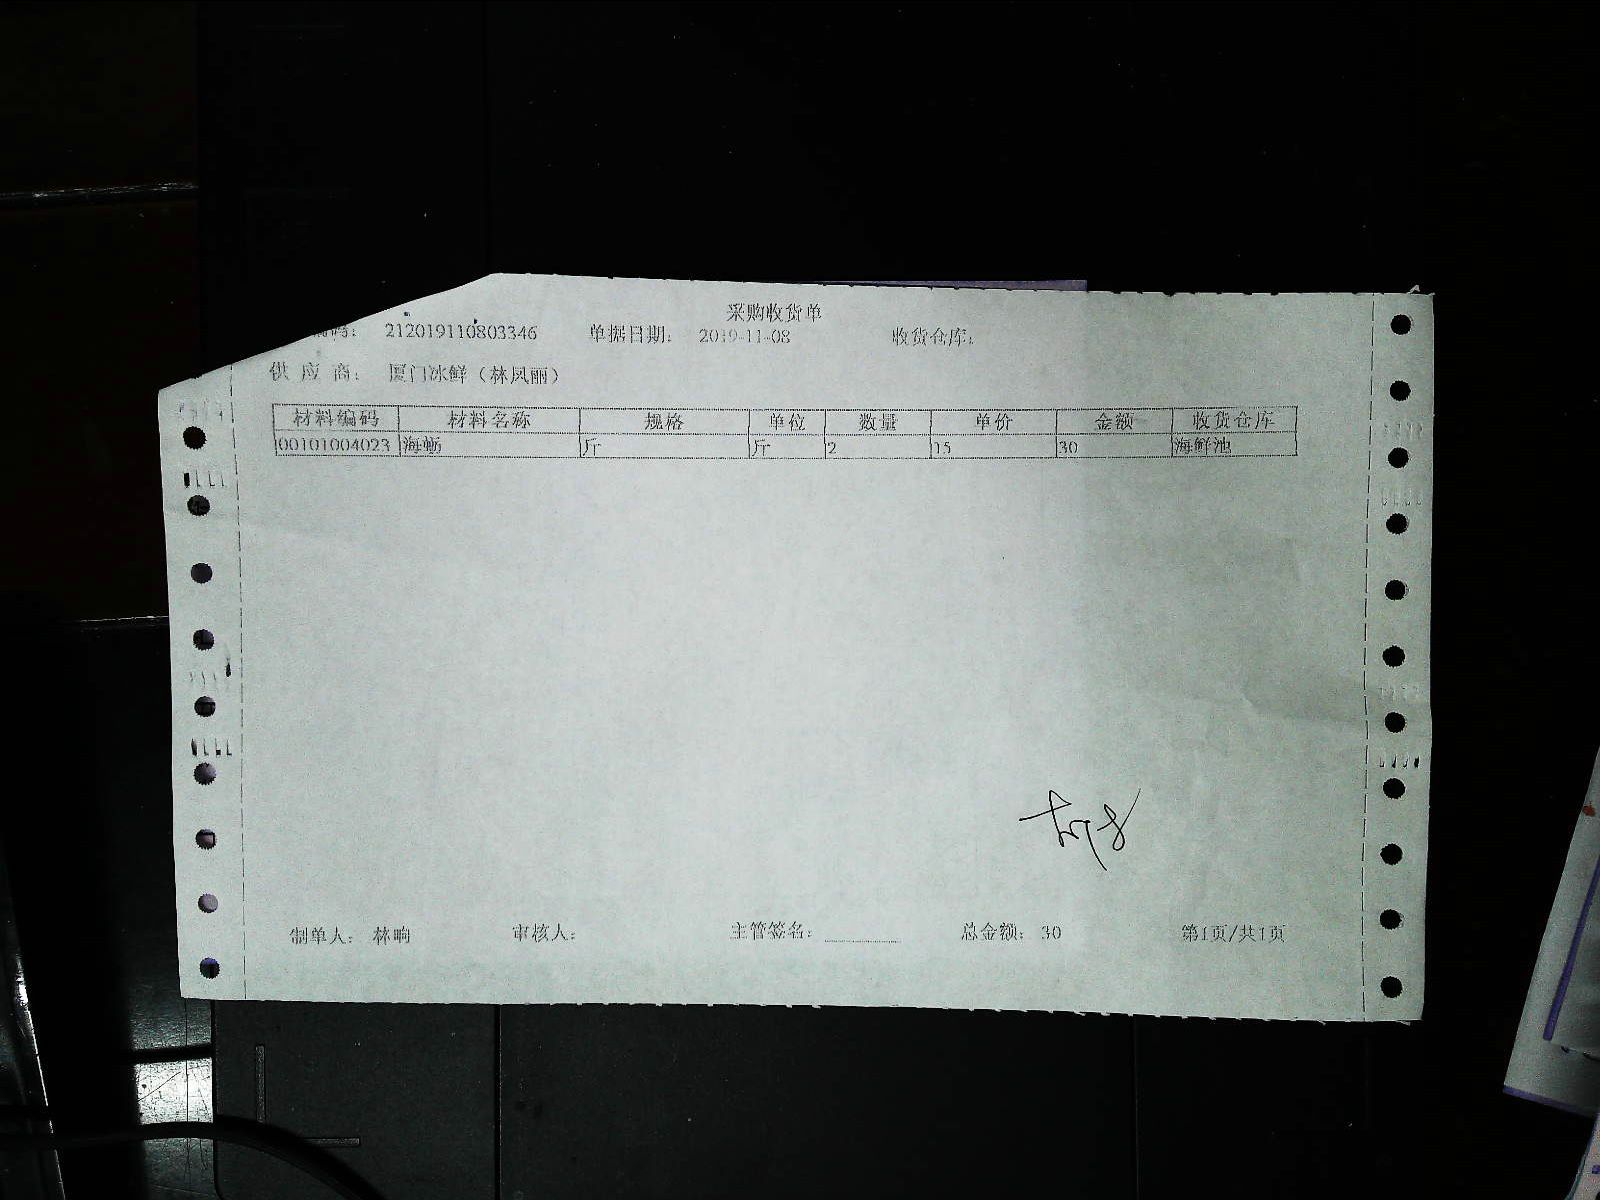 采购收货单
编码： 212019110803346 单据日期： 2019-11-08 收货仓库：
供 应 商： 厦门冰鲜（林凤丽）
材料编码 材料名称 规格 单位 数量 单价 金额 收货仓库
00101004023 海蛎 斤 斤 2 15 30 海鲜池
制单人： 林晌 审核人： 主管签名： 总金额： 30 第1页/共1页